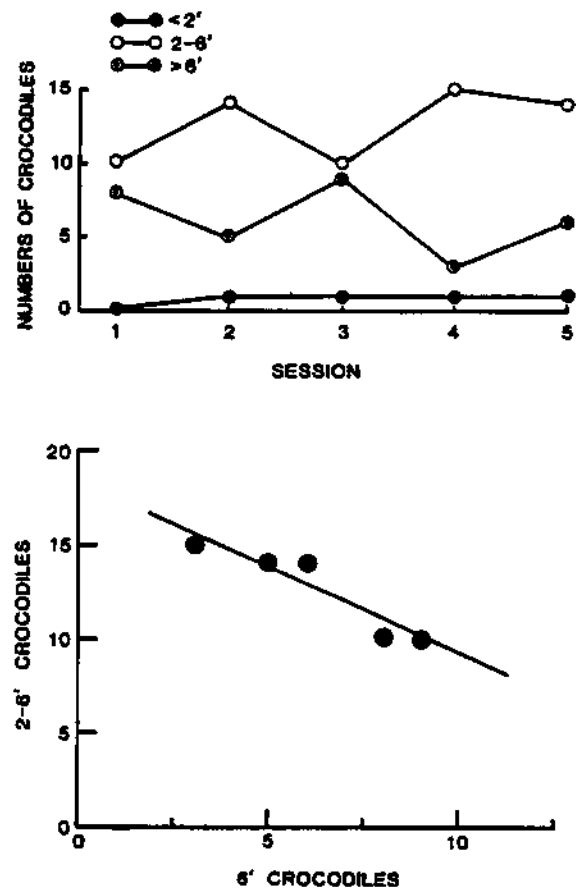 <2'
2-6'
>6'
NUMBERS OF CROCODILES
15
10
5
0
1 2 3 4 5
SESSION
2-6' CROCODILES
20
15
10
5
0
0 5 10
6' CROCODILES